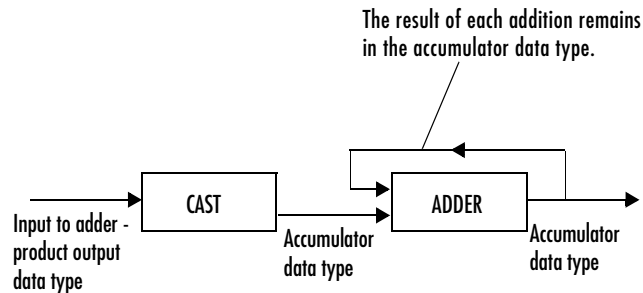 The result of each addition remains
in the accumulator data type.
CAST
ADDER
Input to adder -
product output
data type
Accumulator
data type
Accumulator
data type